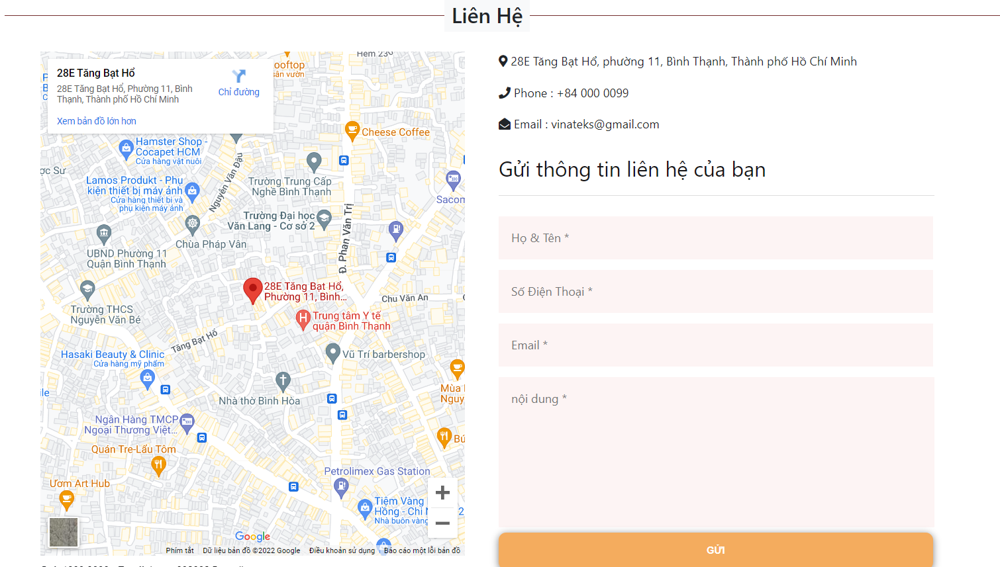 Liên Hệ
28E Tăng Bạt Hổ
28E Tăng Bạt Hổ, Phường 11, Bình
Thạnh, Thành phố Hồ Chí Minh
Chỉ đường
Xem bản đồ lớn hơn
ooftop
sân vườn
Hẻm 23
Cheese Coffee
Hamster Shop -
Cocapet HCM
Cửa hàng vật nuôi
ợc Sư
Lamos Produkt - Phụ
kiện thiết bị máy ảnh
Cửa hàng thiết bị và
phụ kiện máy ảnh
Nguyên Văn Đậu
Trường Trung Cấp
Nghề Bình Thạnh
Sacom
Trường Đại học
Văn Lang - Cơ sở 2
Đ. Phan Văn Trị
Chùa Pháp Vân
UBND Phường 11
Quận Bình Thạnh
28E Tăng Bạt Hổ,
Phường 11, Bình...
Chu Văn An
Trường THCS
Nguyễn Văn Bé
Trung tâm Y tế
quận Bình Thạnh
Tăng Bạt Hổ
Hasaki Beauty & Clinic
Cửa hàng mỹ phẩm
Vũ Trí barbershop
Mùa
Nguy
ile
Nhà thờ Bình Hòa
Ngân Hàng TMCP
Ngoại Thương Việt...
Bú
Quán Tre-Lẩu Tôm
Petrolimex Gas Station
Ươm Art Hub
Tiệm Vàng
Hồng - Chi N 2
Nhà buôn vàng
Google
Phím tắt Dữ liệu bản đồ ©2022 Google Điều khoản sử dụng Báo cáo một lỗi bản đồ
28E Tăng Bạt Hổ, phường 11, Bình Thạnh, Thành phố Hồ Chí Minh
Phone : +84 000 0099
Email : vinateks@gmail.com
Gửi thông tin liên hệ của bạn
Họ & Tên *
Số Điện Thoại *
Email *
nội dung *
GỬI